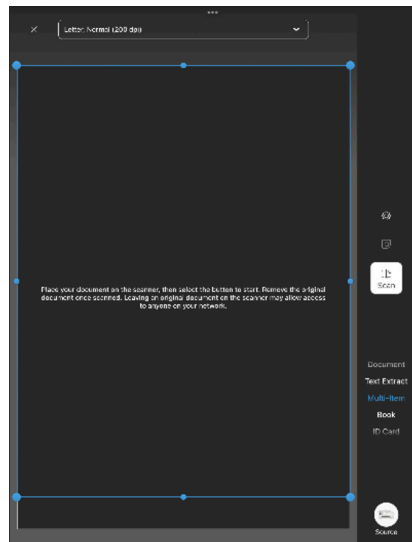 Letter, Normal (200 dpi)
Place your document on the scanner, then select the button to start. Remove the original
document once scanned. Leaving an original document on the scanner may allow access
to anyone on your network.
Scan
Document
Text Extract
Multi-Item
Book
ID Card
Source